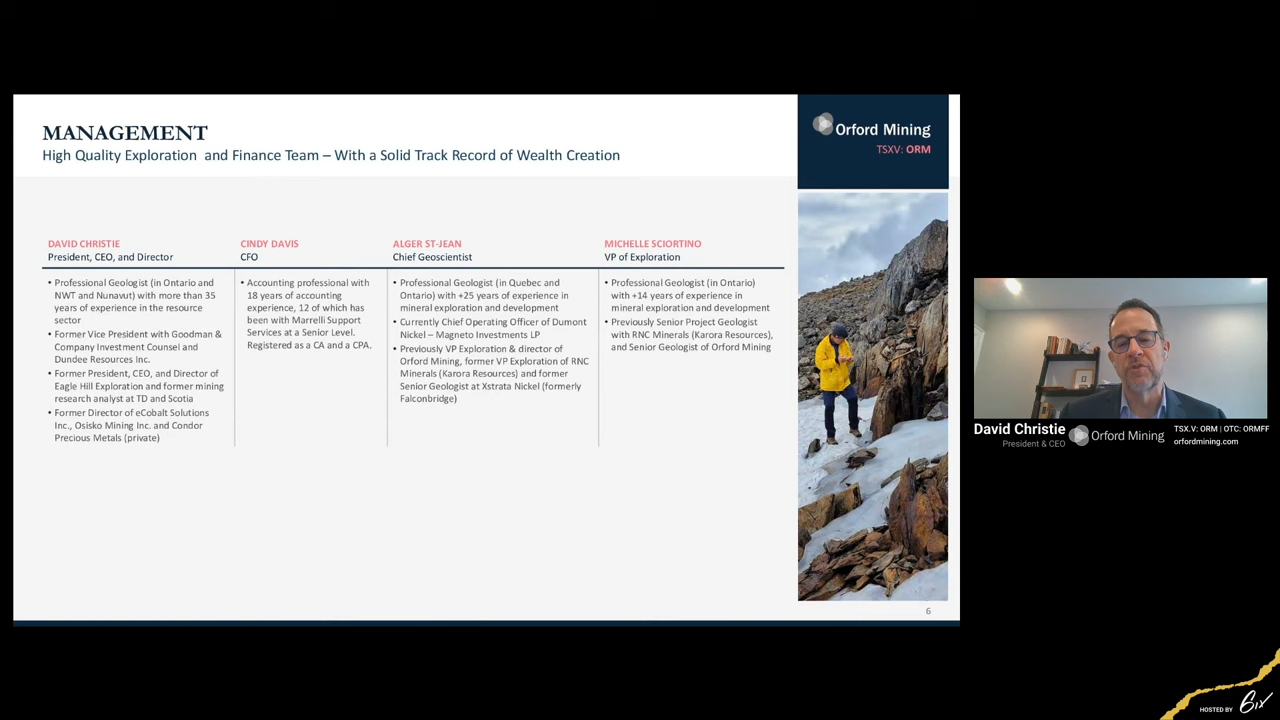 MANAGEMENT
High Quality Exploration and Finance Team – With a Solid Track Record of Wealth Creation
Orford Mining
TSXV: ORM
DAVID CHRISTIE
President, CEO, and Director
• Professional Geologist (in Ontario and
NWT and Nunavut) with more than 35
years of experience in the resource
sector
• Former Vice President with Goodman &
Company Investment Counsel and
Dundee Resources Inc.
• Former President, CEO, and Director of
Eagle Hill Exploration and former mining
research analyst at TD and Scotia
• Former Director of eCobalt Solutions
Inc., Osisko Mining Inc. and Condor
Precious Metals (private)
CINDY DAVIS
CFO
• Accounting professional with
18 years of accounting
experience, 12 of which has
been with Marrelli Support
Services at a Senior Level.
Registered as a CA and a CPA.
ALGER ST-JEAN
Chief Geoscientist
• Professional Geologist (in Quebec and
Ontario) with +25 years of experience in
mineral exploration and development
• Currently Chief Operating Officer of Dumont
Nickel – Magneto Investments LP
• Previously VP Exploration & director of
Orford Mining, former VP Exploration of RNC
Minerals (Karora Resources) and former
Senior Geologist at Xstrata Nickel (formerly
Falconbridge)
MICHELLE SCIORTINO
VP of Exploration
• Professional Geologist (in Ontario)
with +14 years of experience in
mineral exploration and development
• Previously Senior Project Geologist
with RNC Minerals (Karora Resources),
and Senior Geologist of Orford Mining
6
David Christie
President & CEO
Orford Mining
TSX.V: ORM | OTC: ORMFF
orfordmining.com
HOSTED BY 6ix